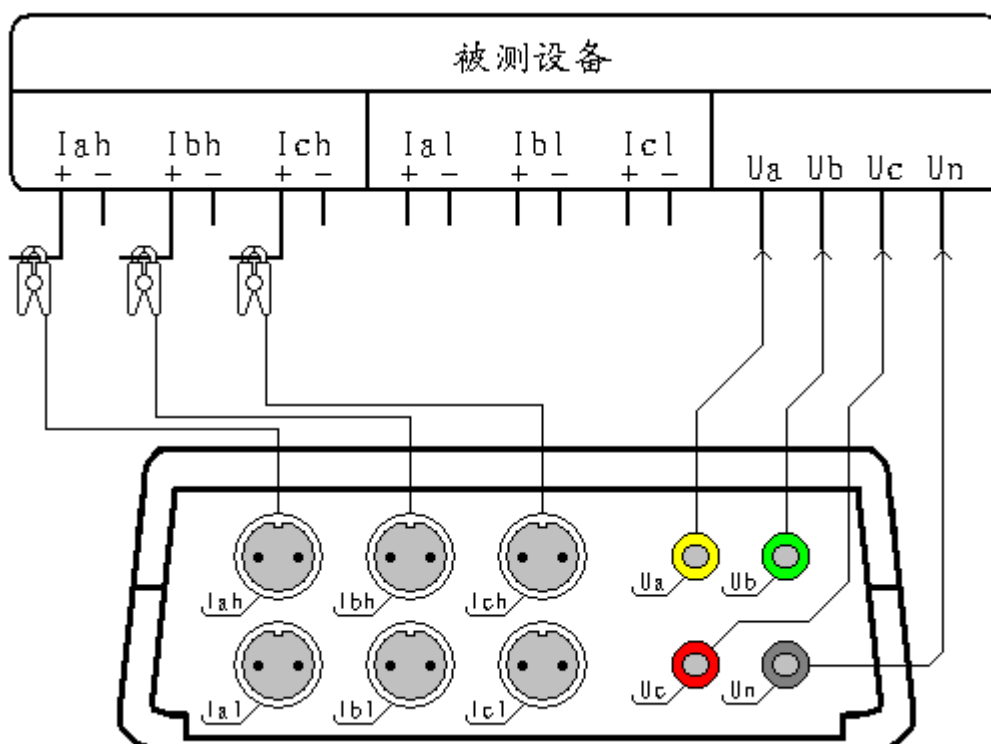 被测设备
Iah Ibh Ich Ial Ibl Icl
Ua Ub Uc Un
+ − + − + − + − + − + −
Iah Ibh Ich Ua Ub
Ial Ibl Icl Uc Un